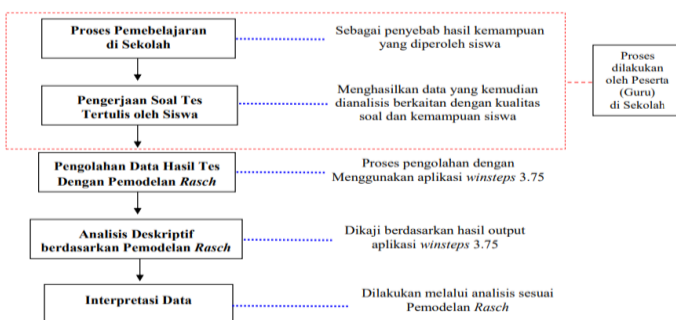 Proses Pemebelajaran
di Sekolah
Sebagai penyebab hasil kemampuan
yang diperoleh siswa
Pengerjaan Soal Tes
Tertulis oleh Siswa
Menghasilkan data yang kemudian
dianalisis berkaitan dengan kualitas
soal dan kemampuan siswa
Proses
dilakukan
oleh Peserta
(Guru)
di Sekolah
Pengolahan Data Hasil Tes
Dengan Pemodelan Rasch
Proses pengolahan dengan
Menggunakan aplikasi winsteps 3.75
Analisis Deskriptif
berdasarkan Pemodelan Rasch
Dikaji berdasarkan hasil output
aplikasi winsteps 3.75
Interpretasi Data
Dilakukan melalui analisis sesuai
Pemodelan Rasch